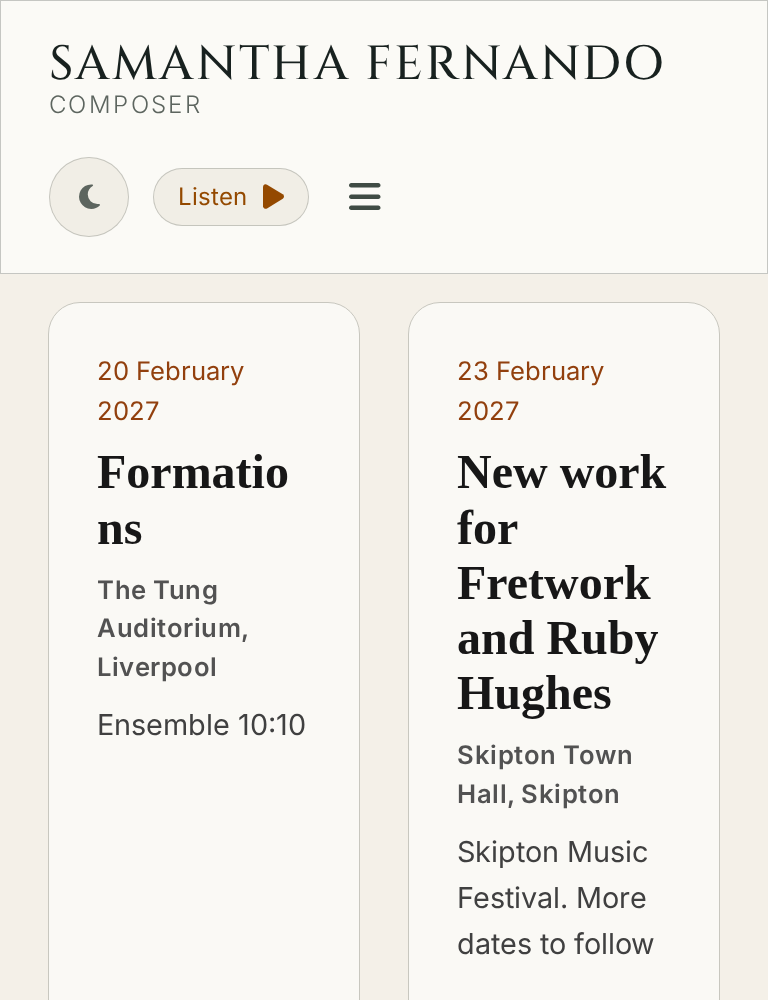 SAMANTHA FERNANDO
COMPOSER
Listen
20 February
2027
Formatio
ns
The Tung
Auditorium,
Liverpool
Ensemble 10:10
23 February
2027
New work
for
Fretwork
and Ruby
Hughes
Skipton Town
Hall, Skipton
Skipton Music
Festival. More
dates to follow